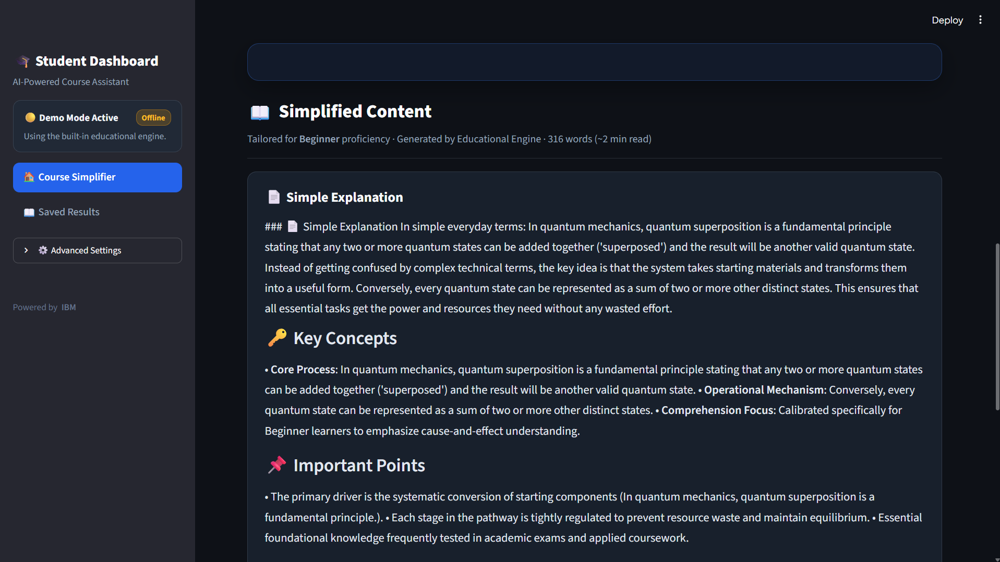 Deploy
🎓 Student Dashboard
AI-Powered Course Assistant
🟡 Demo Mode Active
Offline
Using the built-in educational engine.
🏠 Course Simplifier
📖 Saved Results
> ⚙️ Advanced Settings
Powered by IBM
📖 Simplified Content
Tailored for Beginner proficiency · Generated by Educational Engine · 316 words (~2 min read)
📄 Simple Explanation
### 📄 Simple Explanation In simple everyday terms: In quantum mechanics, quantum superposition is a fundamental principle
stating that any two or more quantum states can be added together ('superposed') and the result will be another valid quantum state.
Instead of getting confused by complex technical terms, the key idea is that the system takes starting materials and transforms them
into a useful form. Conversely, every quantum state can be represented as a sum of two or more other distinct states. This ensures that
all essential tasks get the power and resources they need without any wasted effort.
🔑 Key Concepts
• Core Process: In quantum mechanics, quantum superposition is a fundamental principle stating that any two or more quantum states
can be added together ('superposed') and the result will be another valid quantum state. • Operational Mechanism: Conversely, every
quantum state can be represented as a sum of two or more other distinct states. • Comprehension Focus: Calibrated specifically for
Beginner learners to emphasize cause-and-effect understanding.
📌 Important Points
• The primary driver is the systematic conversion of starting components (In quantum mechanics, quantum superposition is a
fundamental principle.). • Each stage in the pathway is tightly regulated to prevent resource waste and maintain equilibrium. • Essential
foundational knowledge frequently tested in academic exams and applied coursework.